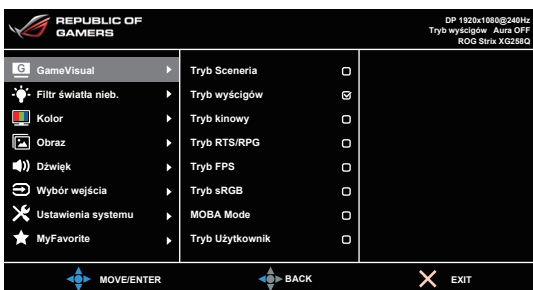 REPUBLIC OF
GAMERS
DP 1920x1080@240Hz
Tryb wyścigów Aura OFF
ROG Strix XG258Q
G GameVisual
Filtr światła nieb.
Kolor
Obraz
Dźwięk
Wybór wejścia
Ustawienia systemu
MyFavorite
Tryb Sceneria
Tryb wyścigów
Tryb kinowy
Tryb RTS/RPG
Tryb FPS
Tryb sRGB
MOBA Mode
Tryb Użytkownik
MOVE/ENTER
BACK
EXIT